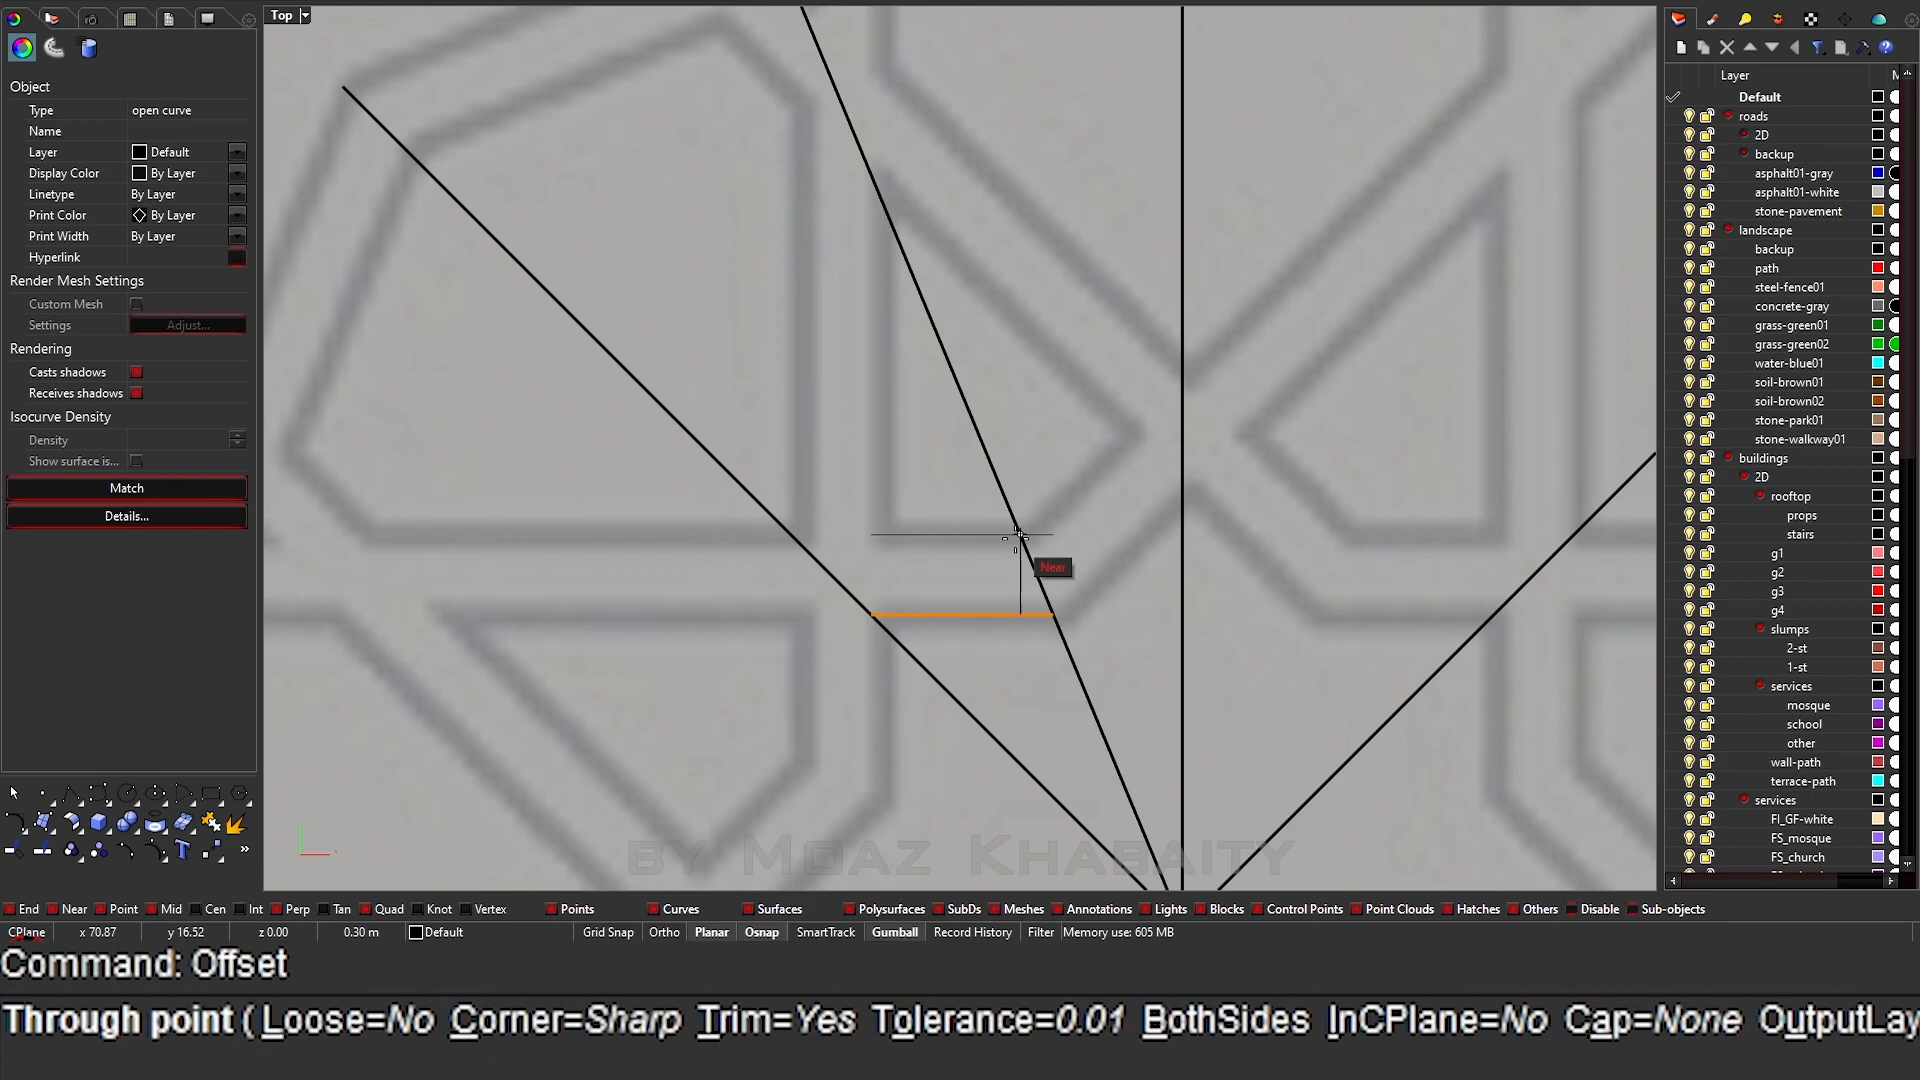 Top
Object
Type open curve
Name
Layer Default
Display Color By Layer
Linetype By Layer
Print Color By Layer
Print Width By Layer
Hyperlink
Render Mesh Settings
Custom Mesh
Settings Adjust...
Rendering
Casts shadows
Receives shadows
Isocurve Density
Density
Show surface is...
Match
Details...
Near
by Moaz Khabaity
Layer M
Default
roads
2D
backup
asphalt01-gray
asphalt01-white
stone-pavement
landscape
backup
path
steel-fence01
concrete-gray
grass-green01
grass-green02
water-blue01
soil-brown01
soil-brown02
stone-park01
stone-walkway01
buildings
2D
rooftop
props
stairs
g1
g2
g3
g4
slumps
2-st
1-st
services
mosque
school
other
wall-path
terrace-path
services
FI_GF-white
FS_mosque
FS_church
End Near Point Mid Cen Int Perp Tan Quad Knot Vertex Points Curves Surfaces Polysurfaces SubDs Meshes Annotations Lights Blocks Control Points Point Clouds Hatches Others Disable Sub-objects
CPlane x 70.87 y 16.52 z 0.00 0.30 m Default Grid Snap Ortho Planar Osnap SmartTrack Gumball Record History Filter Memory use: 605 MB
Command: Offset
Through point ( Loose=No Corner=Sharp Trim=Yes Tolerance=0.01 BothSides InCPlane=No Cap=None OutputLay